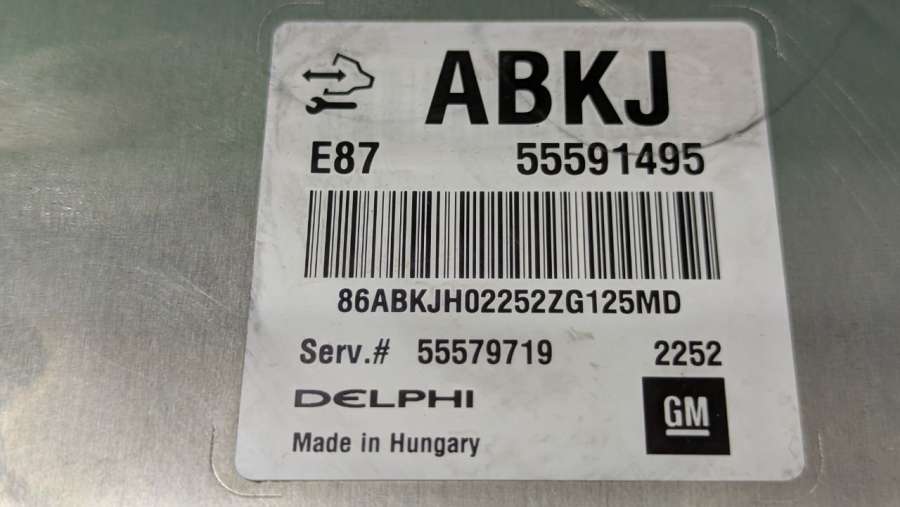 ABKJ
E87 55591495
86ABKJH02252ZG125MD
Serv.# 55579719 2252
DELPHI
GM
Made in Hungary